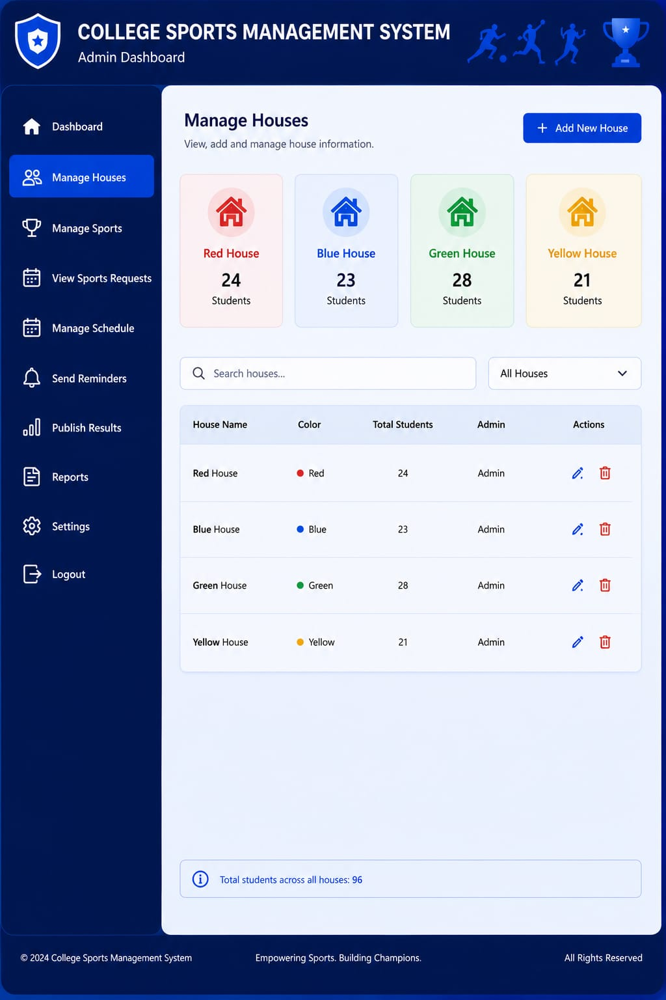 COLLEGE SPORTS MANAGEMENT SYSTEM
Admin Dashboard
Dashboard
Manage Houses
Manage Sports
View Sports Requests
Manage Schedule
Send Reminders
Publish Results
Reports
Settings
Logout
Manage Houses
View, add and manage house information.
+ Add New House
Red House
24
Students
Blue House
23
Students
Green House
28
Students
Yellow House
21
Students
Search houses...
All Houses
House Name Color Total Students Admin Actions
Red House Red 24 Admin
Blue House Blue 23 Admin
Green House Green 28 Admin
Yellow House Yellow 21 Admin
Total students across all houses: 96
© 2024 College Sports Management System
Empowering Sports. Building Champions.
All Rights Reserved